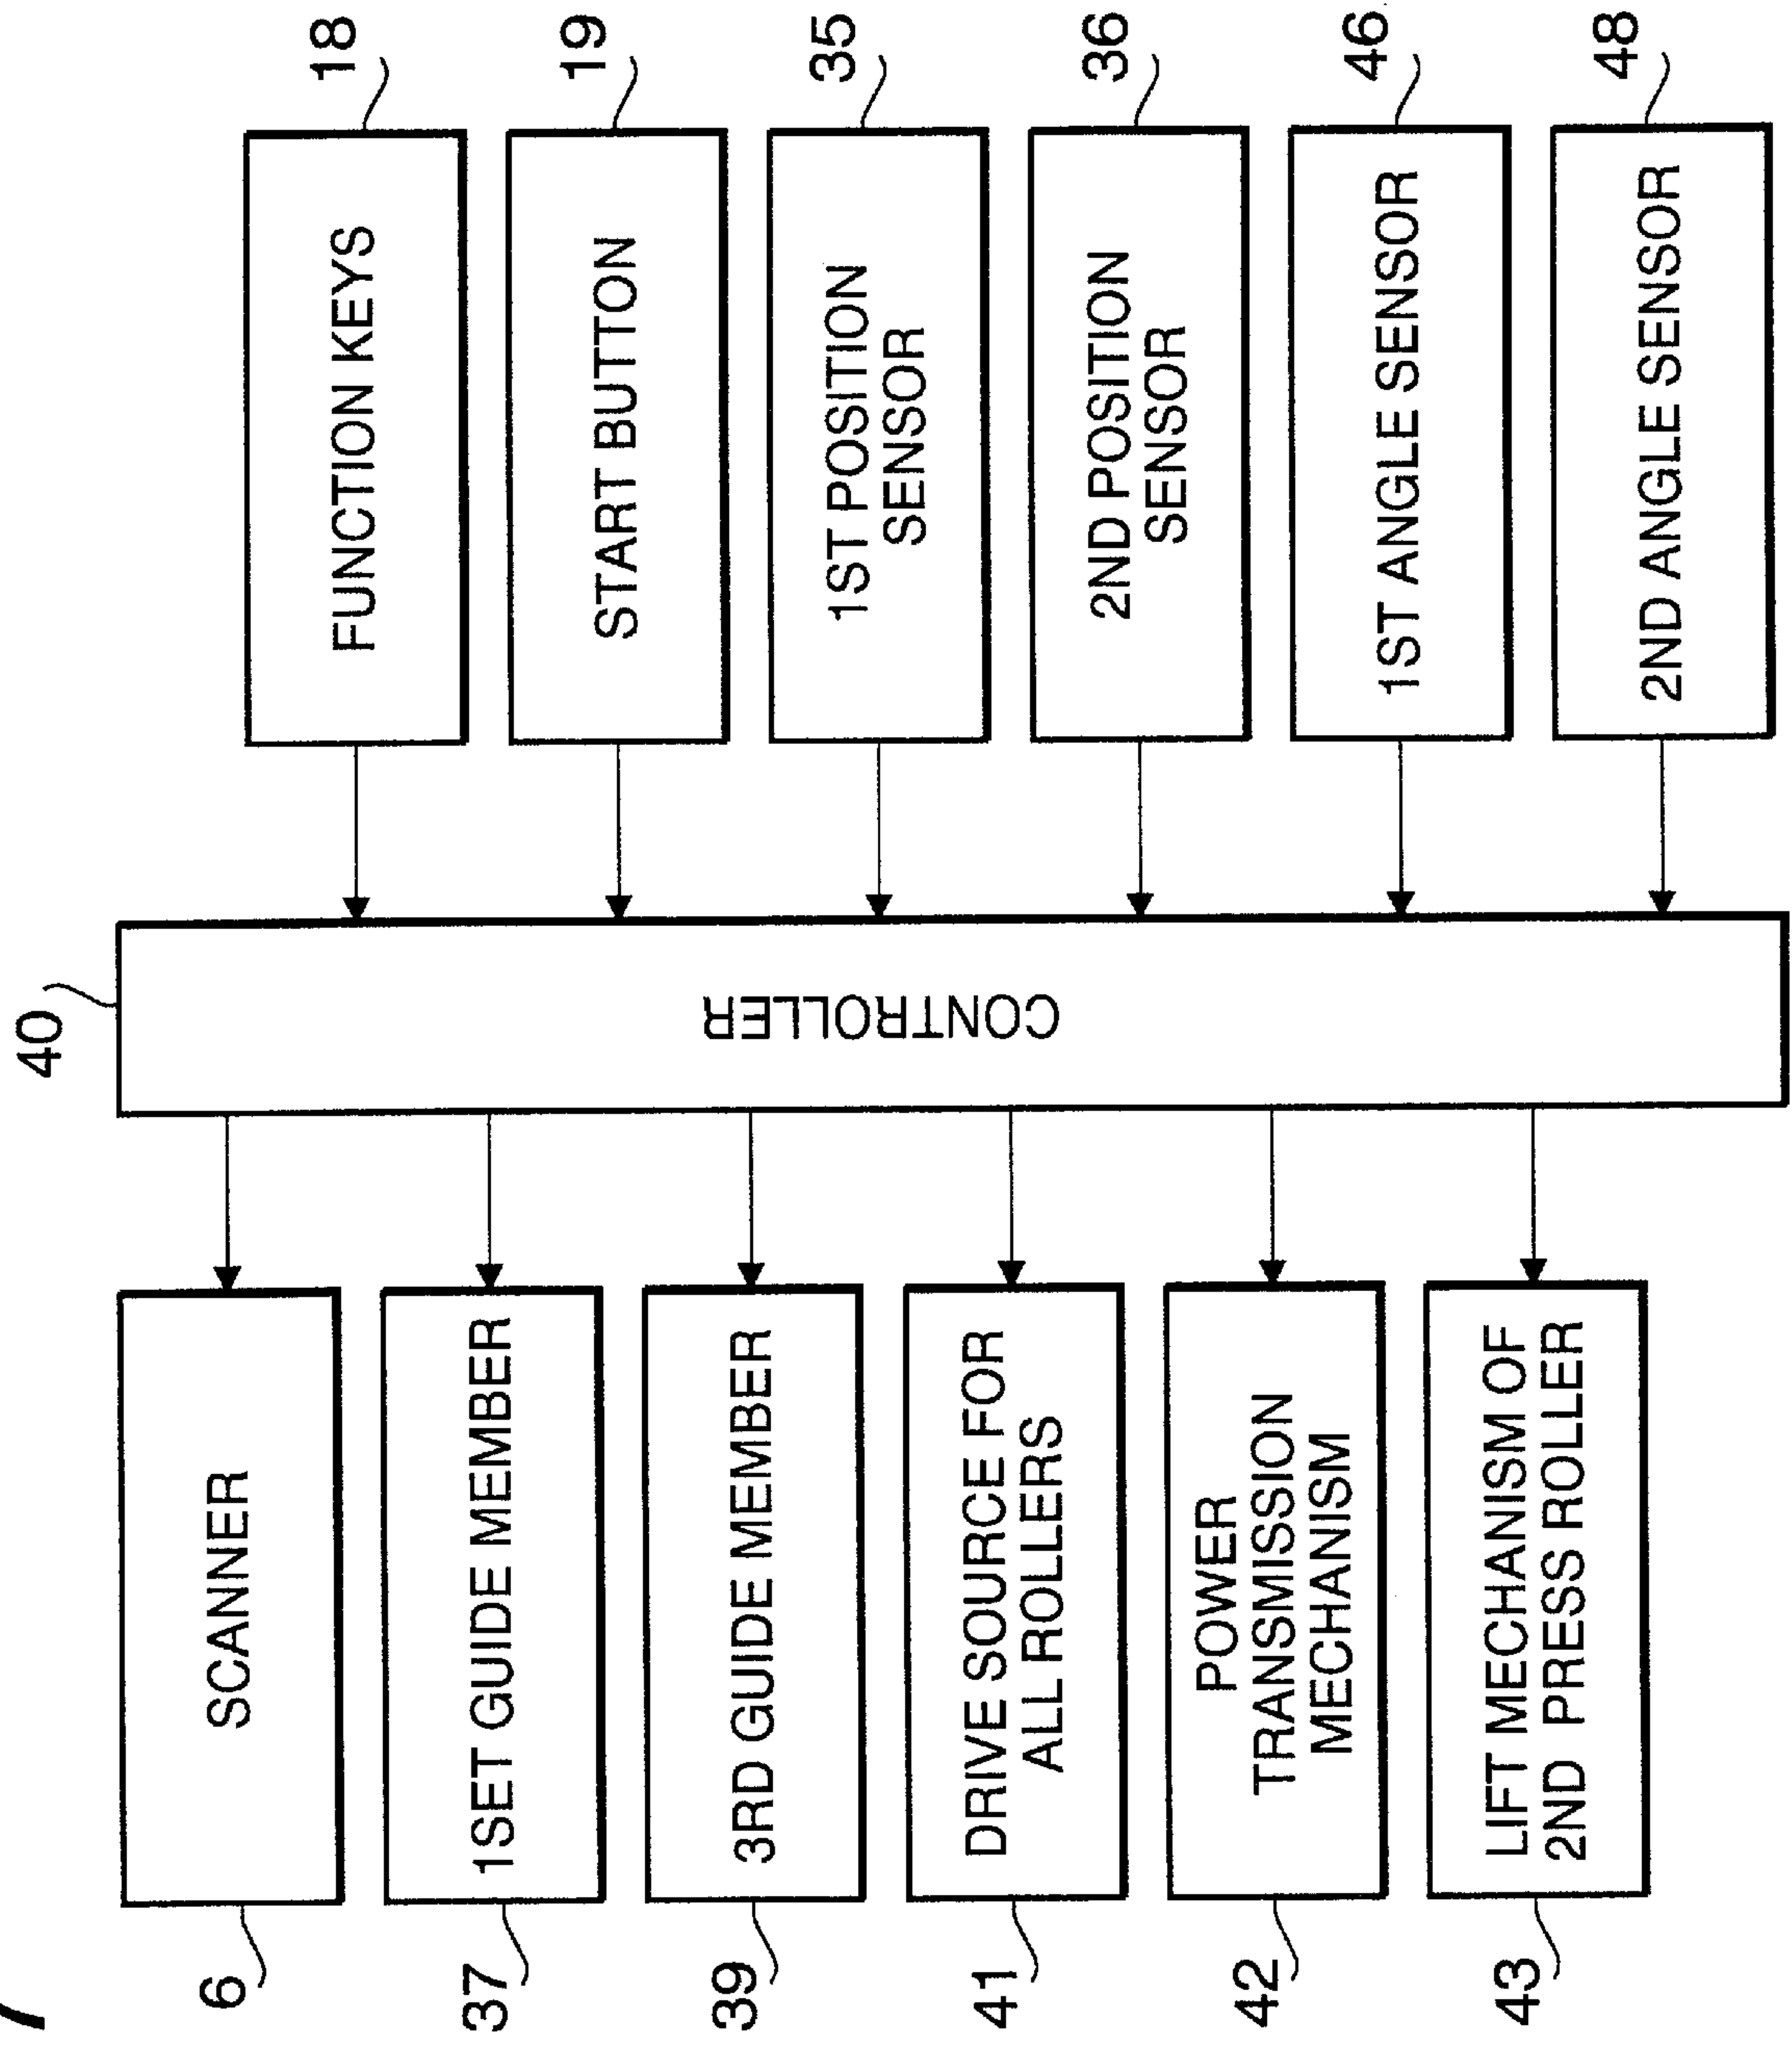 40
6
SCANNER
37
1SET GUIDE MEMBER
39
3RD GUIDE MEMBER
41
DRIVE SOURCE FOR
ALL ROLLERS
42
POWER
TRANSMISSION
MECHANISM
43
LIFT MECHANISM OF
2ND PRESS ROLLER
CONTROLLER
FUNCTION KEYS
18
START BUTTON
19
1ST POSITION
SENSOR
35
2ND POSITION
SENSOR
36
1ST ANGLE SENSOR
46
2ND ANGLE SENSOR
48